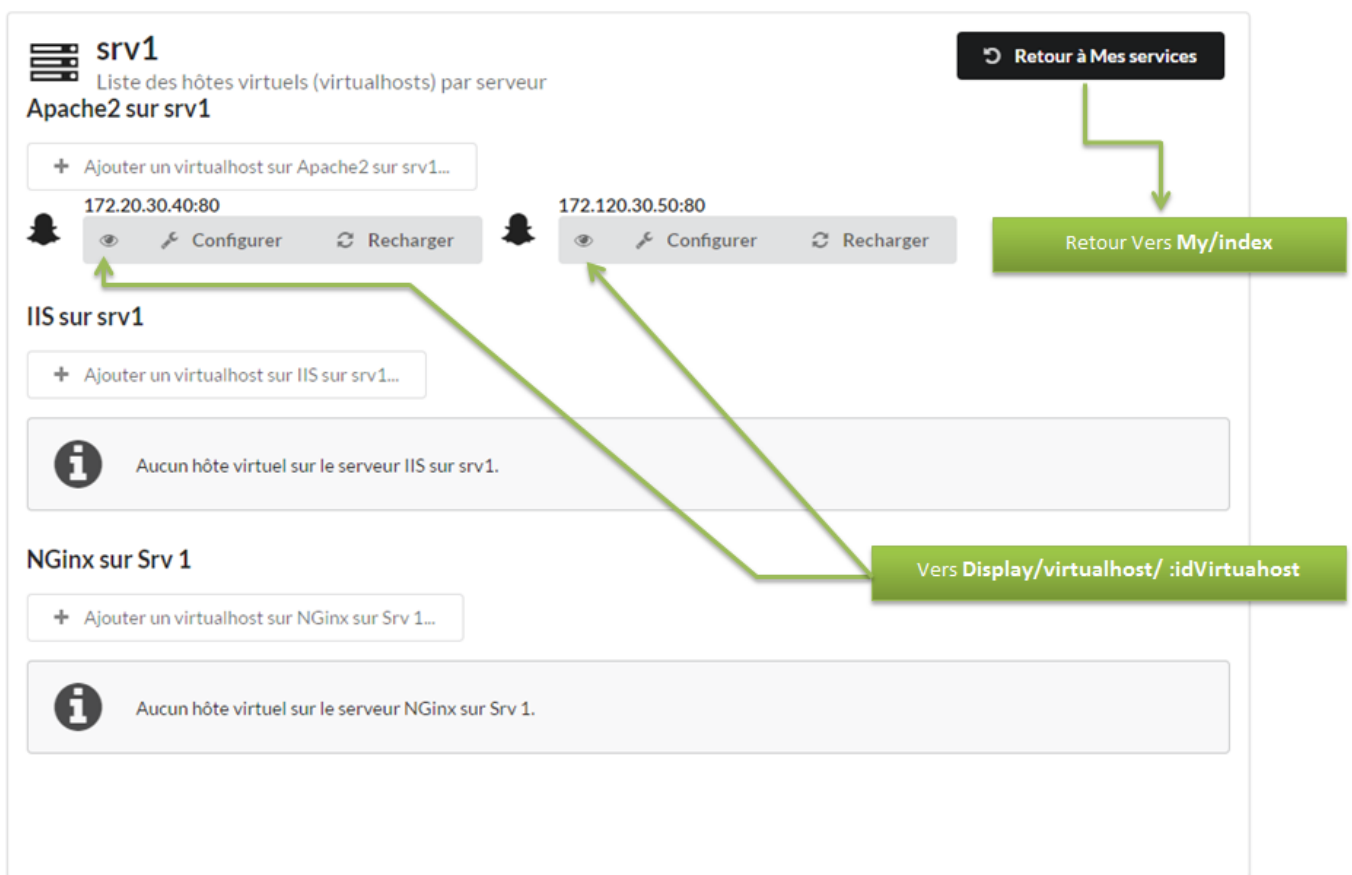 srv1
Liste des hôtes virtuels (virtualhosts) par serveur
Retour à Mes services
Apache2 sur srv1
Ajouter un virtualhost sur Apache2 sur srv1...
172.20.30.40:80
Configurer Recharger
172.120.30.50:80
Configurer Recharger
Retour Vers My/index
IIS sur srv1
Ajouter un virtualhost sur IIS sur srv1...
Aucun hôte virtuel sur le serveur IIS sur srv1.
NGinx sur Srv 1
Vers Display/virtualhost/ :idVirtuahost
Ajouter un virtualhost sur NGinx sur Srv 1...
Aucun hôte virtuel sur le serveur NGinx sur Srv 1.